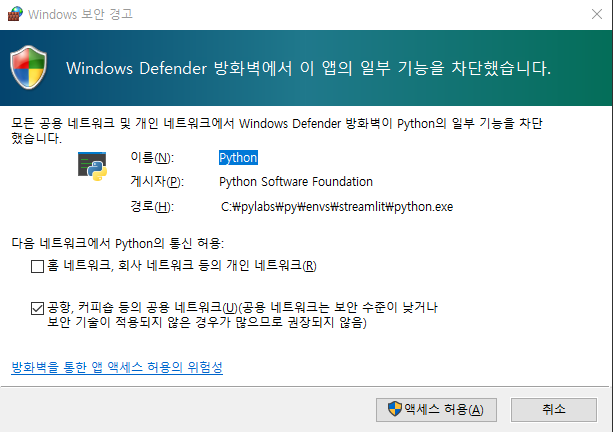 Windows 보안 경고
Windows Defender 방화벽에서 이 앱의 일부 기능을 차단했습니다.
모든 공용 네트워크 및 개인 네트워크에서 Windows Defender 방화벽이 Python의 일부 기능을 차단
했습니다.
이름(N): Python
게시자(P): Python Software Foundation
경로(H): C:₩pylabs₩py₩envs₩streamlit₩python.exe
다음 네트워크에서 Python의 통신 허용:
홈 네트워크, 회사 네트워크 등의 개인 네트워크(R)
공항, 커피숍 등의 공용 네트워크(U)(공용 네트워크는 보안 수준이 낮거나
보안 기술이 적용되지 않은 경우가 많으므로 권장되지 않음)
방화벽을 통한 앱 액세스 허용의 위험성
액세스 허용(A)
취소